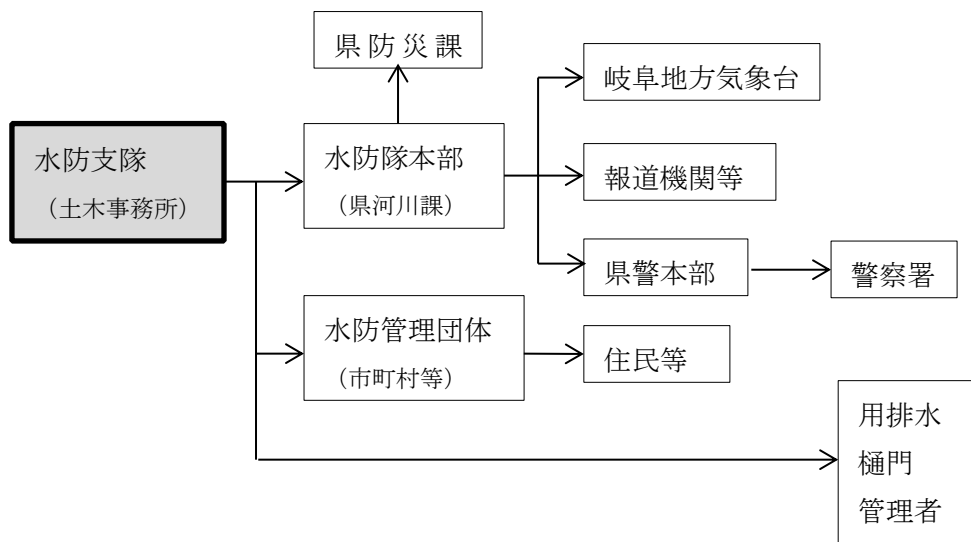 県防災課
岐阜地方気象台
水防支隊
（土木事務所）
水防隊本部
（県河川課）
報道機関等
県警本部
警察署
水防管理団体
（市町村等）
住民等
用排水
樋門
管理者